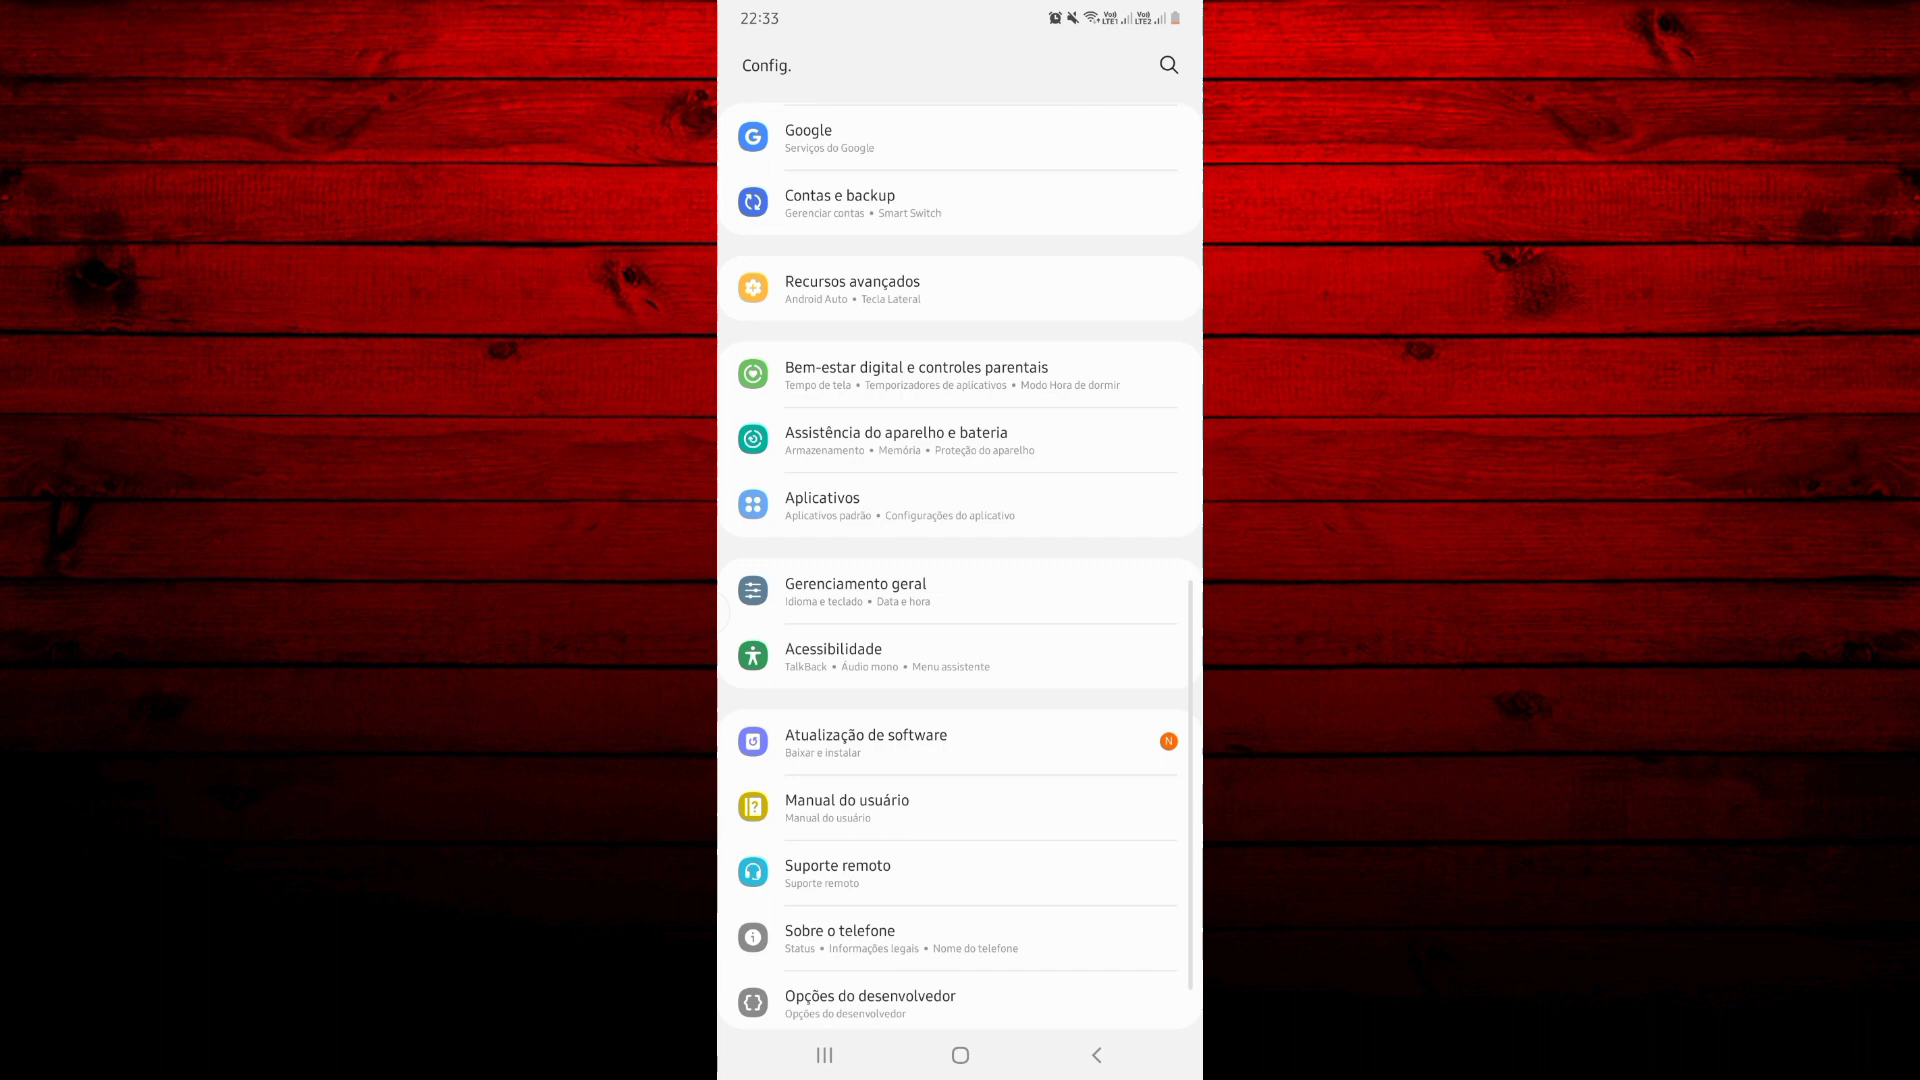 22:33
Vo)) LTE1 Vo)) LTE2
Config.
Google
Serviços do Google
Contas e backup
Gerenciar contas • Smart Switch
Recursos avançados
Android Auto • Tecla Lateral
Bem-estar digital e controles parentais
Tempo de tela • Temporizadores de aplicativos • Modo Hora de dormir
Assistência do aparelho e bateria
Armazenamento • Memória • Proteção do aparelho
Aplicativos
Aplicativos padrão • Configurações do aplicativo
Gerenciamento geral
Idioma e teclado • Data e hora
Acessibilidade
TalkBack • Áudio mono • Menu assistente
Atualização de software
N
Baixar e instalar
Manual do usuário
Manual do usuário
Suporte remoto
Suporte remoto
Sobre o telefone
Status • Informações legais • Nome do telefone
Opções do desenvolvedor
Opções do desenvolvedor